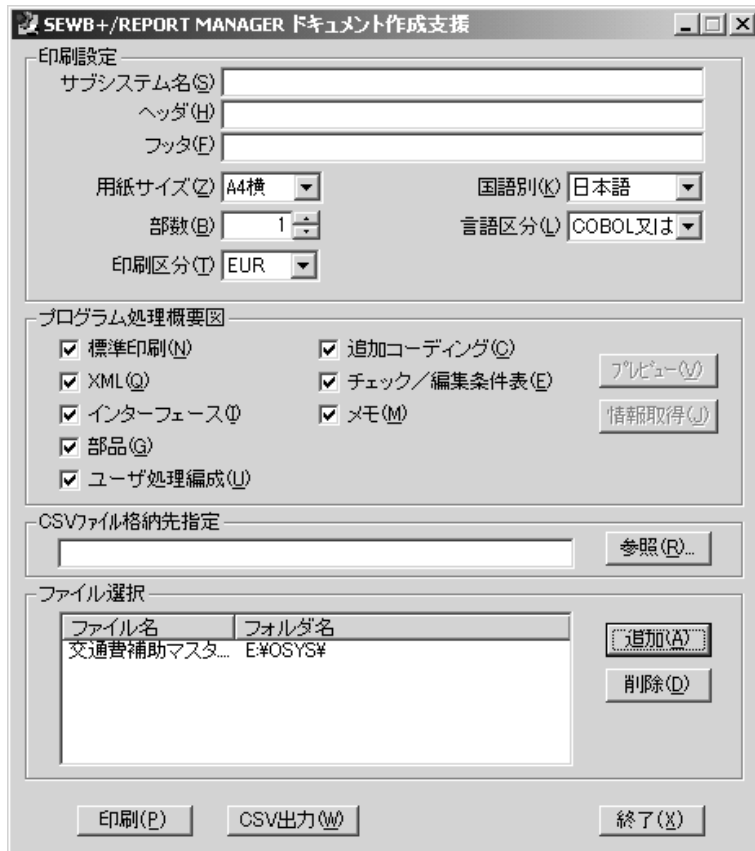 SEWB+/REPORT MANAGER ドキュメント作成支援
印刷設定
サブシステム名(S)
ヘッダ(H)
フッタ(F)
用紙サイズ(Z) A4横 国語別(K) 日本語
部数(B) 1 言語区分(L) COBOL又は
印刷区分(T) EUR
プログラム処理概要図
標準印刷(N) 追加コーディング(C)
XML(Q) チェック/編集条件表(E) プレビュー(V)
インターフェース(I) メモ(M) 情報取得(J)
部品(G)
ユーザ処理編成(U)
CSVファイル格納先指定
参照(R)...
ファイル選択
ファイル名 フォルダ名
交通費補助マスタ... E:¥OSYS¥
追加(A)
削除(D)
印刷(P) CSV出力(W) 終了(X)